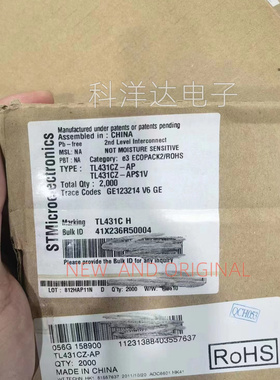 科洋达电子
Manufactured under patents or patents pending
Assembled in : CHINA
Pb-free 2nd Level Interconnect
MSL: NA NOT MOISTURE SENSITIVE
PBT: NA Category: e3 ECOPACK2/ROHS
TYPE: TL431CZ-AP
TL431CZ-APS1V
Total Qty: 2,000
Trace Codes GE123214 V6 GE
STMicroelectronics
Marking TL431C H
Bulk ID 41X236R50004
Please provide the Bulk ID for any inquiry
NEW AND ORIGINAL
QTY: 2000
056G 158900
TL431CZ-AP
QTY: 2000
RoHS